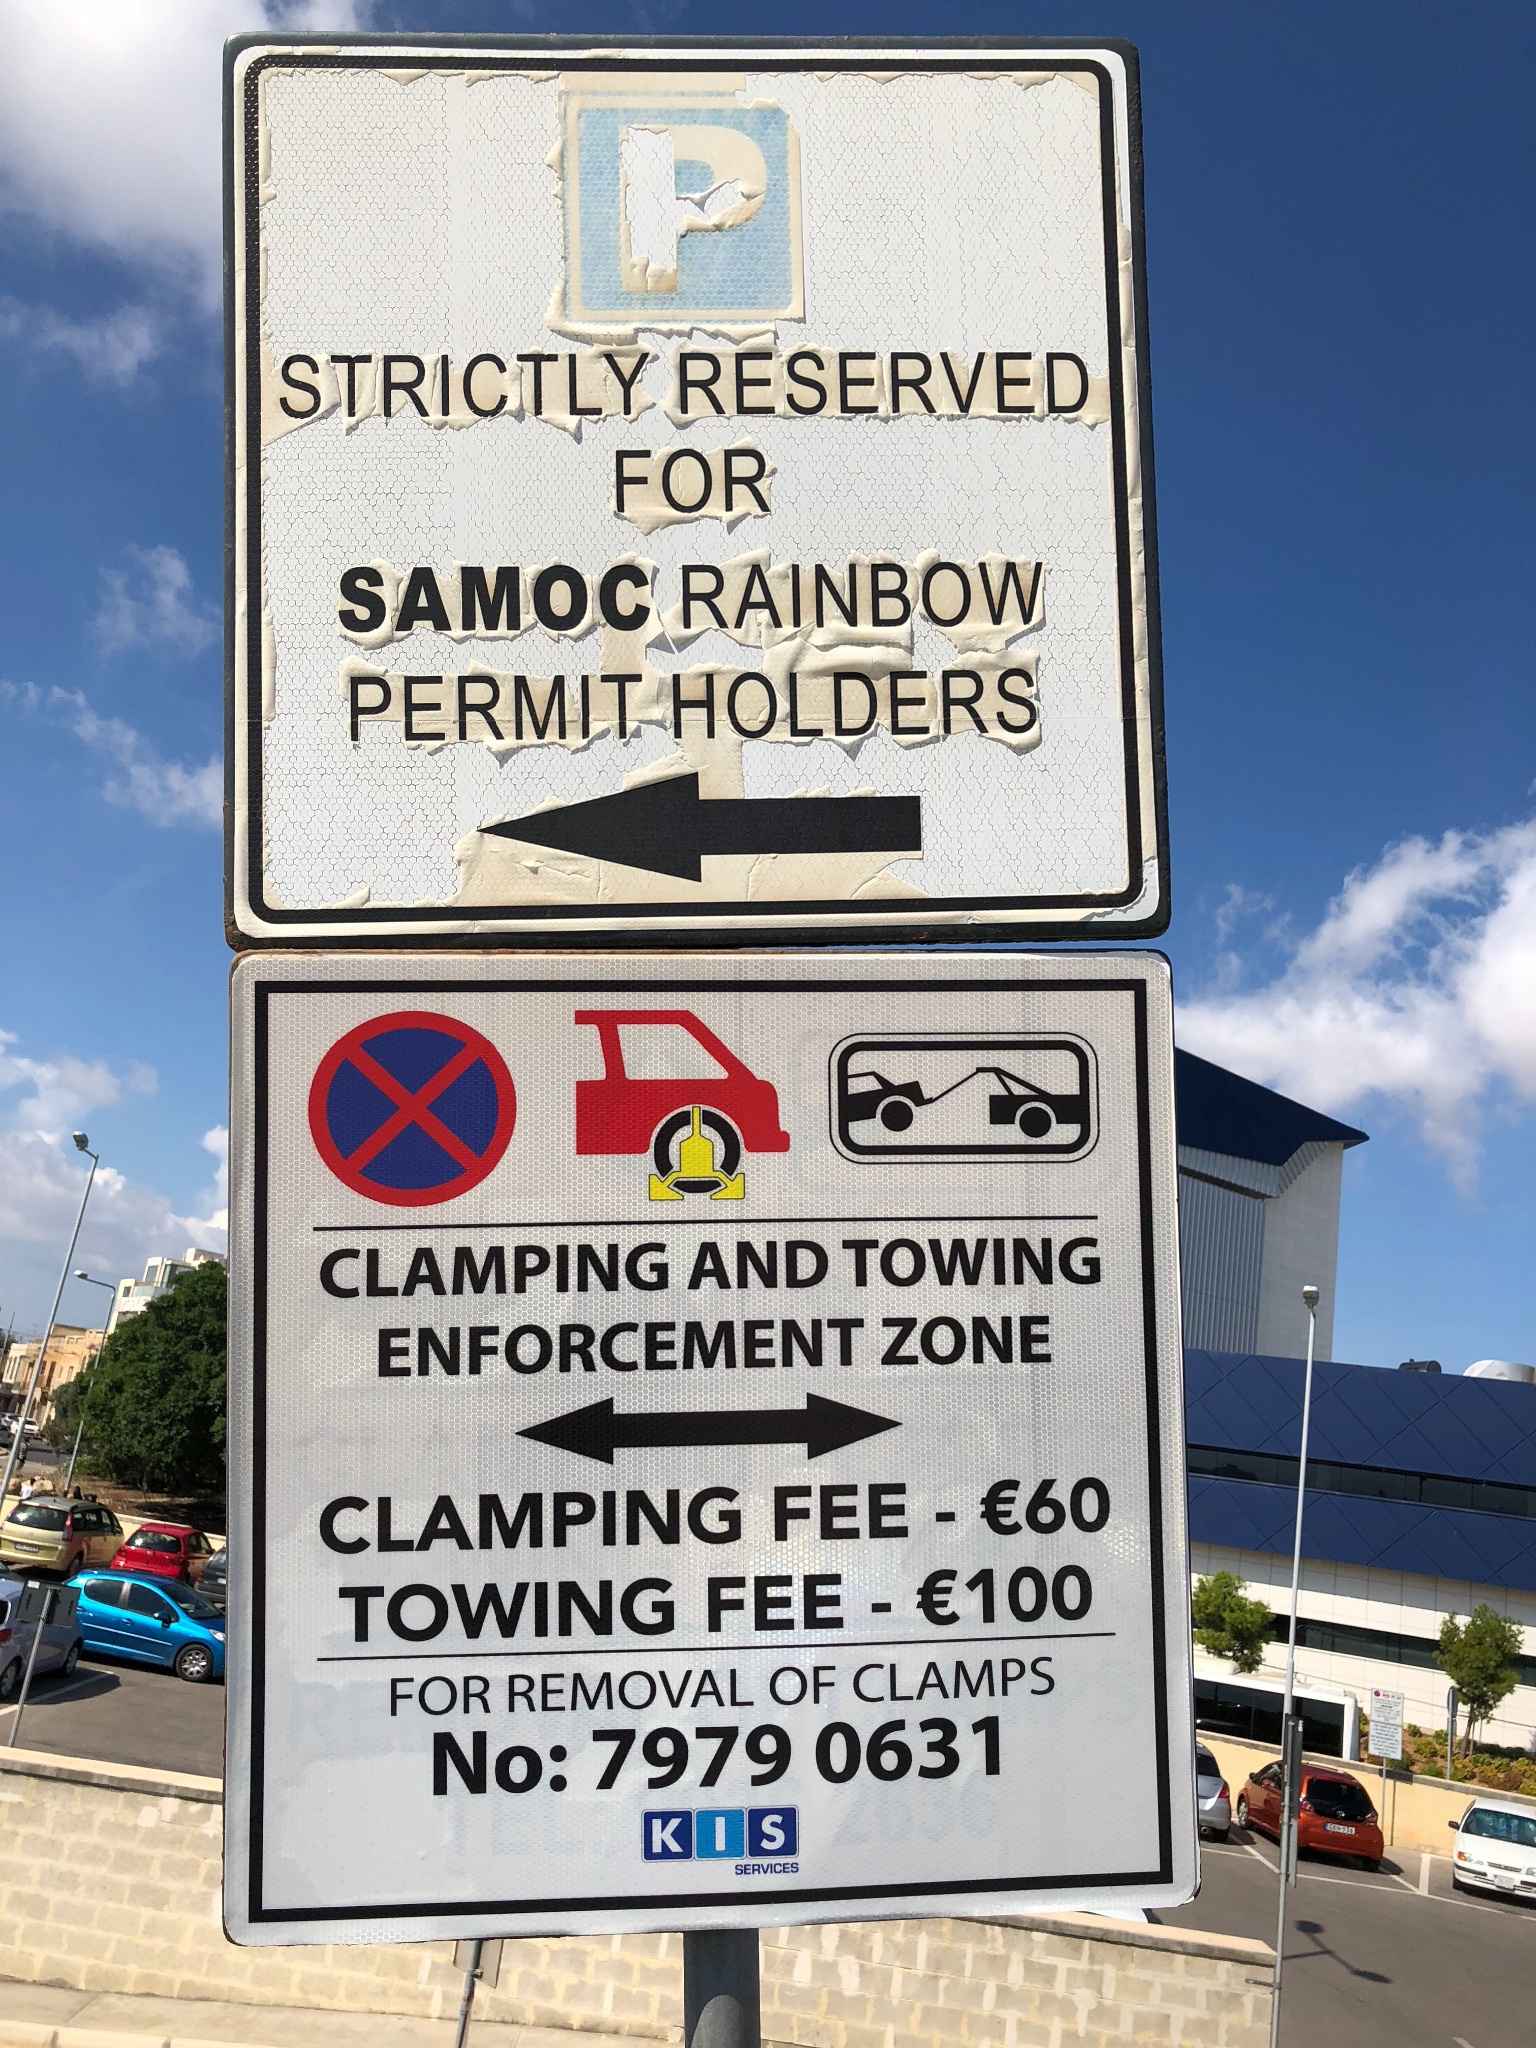 P
STRICTLY RESERVED
FOR
SAMOC RAINBOW
PERMIT HOLDERS
CLAMPING AND TOWING
ENFORCEMENT ZONE
CLAMPING FEE - €60
TOWING FEE - €100
FOR REMOVAL OF CLAMPS
No: 7979 0631
KIS
SERVICES